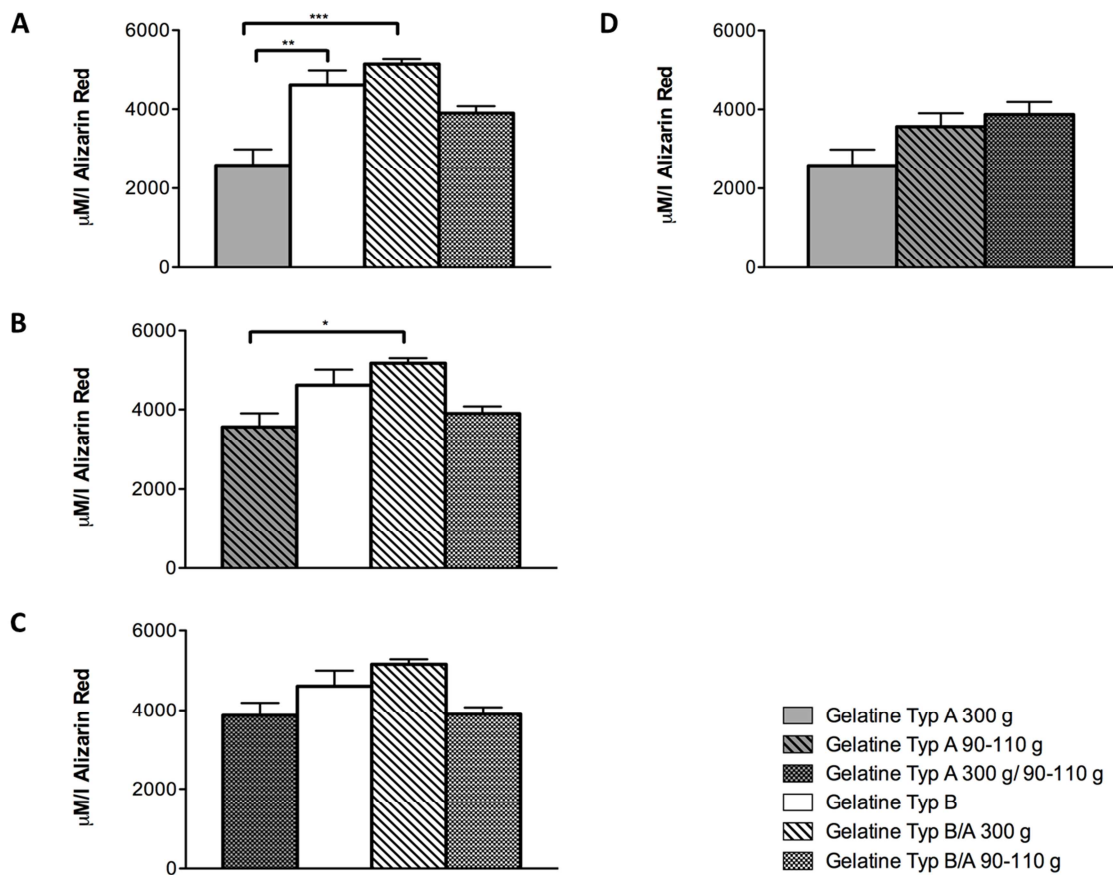 A
μM/l Alizarin Red
6000
4000
2000
0
***
**
D
μM/l Alizarin Red
6000
4000
2000
0
B
μM/l Alizarin Red
6000
4000
2000
0
*
C
μM/l Alizarin Red
6000
4000
2000
0
Gelatine Typ A 300 g
Gelatine Typ A 90-110 g
Gelatine Typ A 300 g/ 90-110 g
Gelatine Typ B
Gelatine Typ B/A 300 g
Gelatine Typ B/A 90-110 g